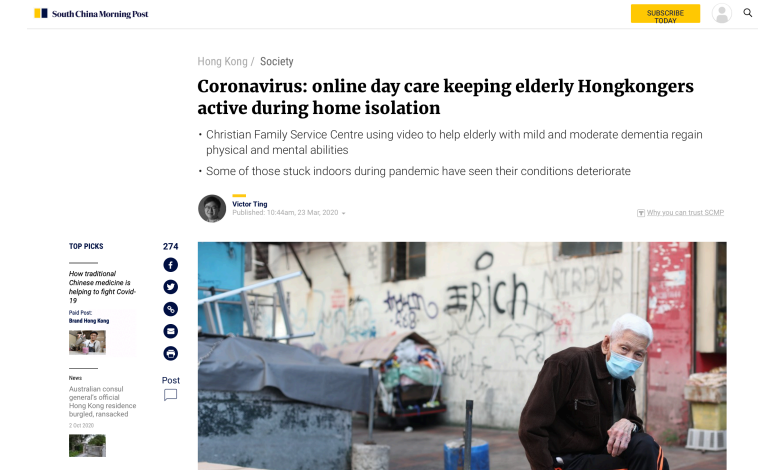 South China Morning Post
SUBSCRIBE
TODAY
Hong Kong / Society
Coronavirus: online day care keeping elderly Hongkongers
active during home isolation
• Christian Family Service Centre using video to help elderly with mild and moderate dementia regain
physical and mental abilities
• Some of those stuck indoors during pandemic have seen their conditions deteriorate
Victor Ting
Published: 10:44am, 23 Mar, 2020
Why you can trust SCMP
TOP PICKS
How traditional
Chinese medicine is
helping to fight Covid-
19
Paid Post:
Brand Hong Kong
News
Australian consul
general's official
Hong Kong residence
burgled, ransacked
2 Oct 2020
274
Post
ERich